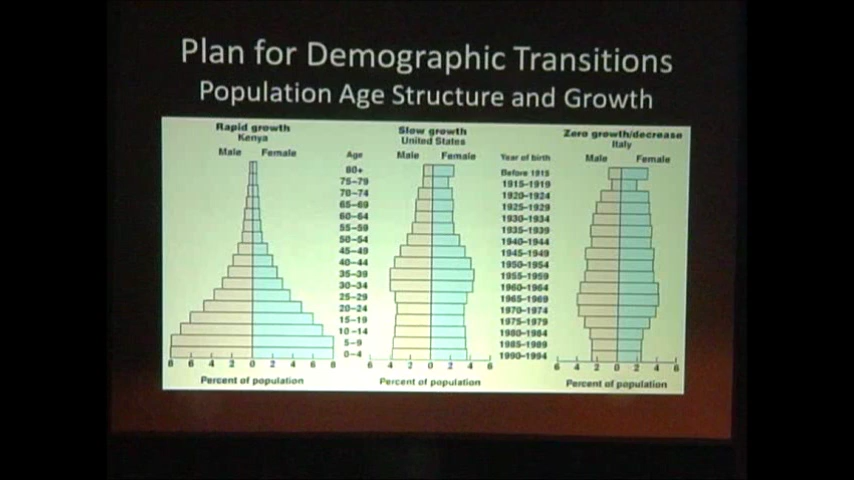 Plan for Demographic Transitions
Population Age Structure and Growth
Rapid growth
Kenya
Male Female
Slow growth
United States
Male Female
Zero growth/decrease
Italy
Male Female
Age
80+
75–79
70–74
65–69
60–64
55–59
50–54
45–49
40–44
35–39
30–34
25–29
20–24
15–19
10–14
5–9
0–4
Year of birth
Before 1915
1915–1919
1920–1924
1925–1929
1930–1934
1935–1939
1940–1944
1945–1949
1950–1954
1955–1959
1960–1964
1965–1969
1970–1974
1975–1979
1980–1984
1985–1989
1990–1994
8 6 4 2 0 2 4 6 8
Percent of population
6 4 2 0 2 4 6
Percent of population
6 4 2 0 2 4 6
Percent of population